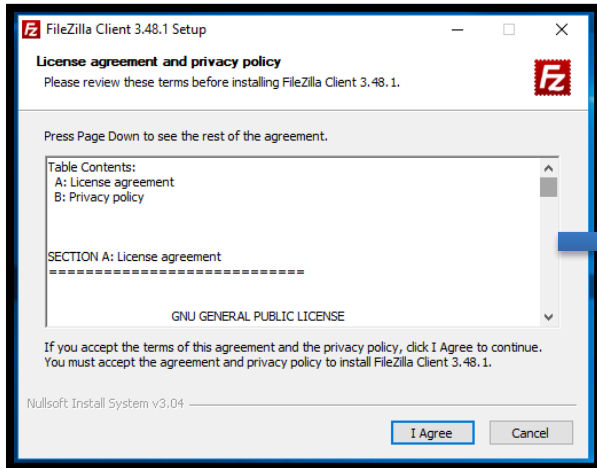 FileZilla Client 3.48.1 Setup
License agreement and privacy policy
Please review these terms before installing FileZilla Client 3.48.1.
Fz
Press Page Down to see the rest of the agreement.
Table Contents:
A: License agreement
B: Privacy policy
SECTION A: License agreement
============================
GNU GENERAL PUBLIC LICENSE
If you accept the terms of this agreement and the privacy policy, click I Agree to continue.
You must accept the agreement and privacy policy to install FileZilla Client 3.48.1.
Nullsoft Install System v3.04
I Agree
Cancel